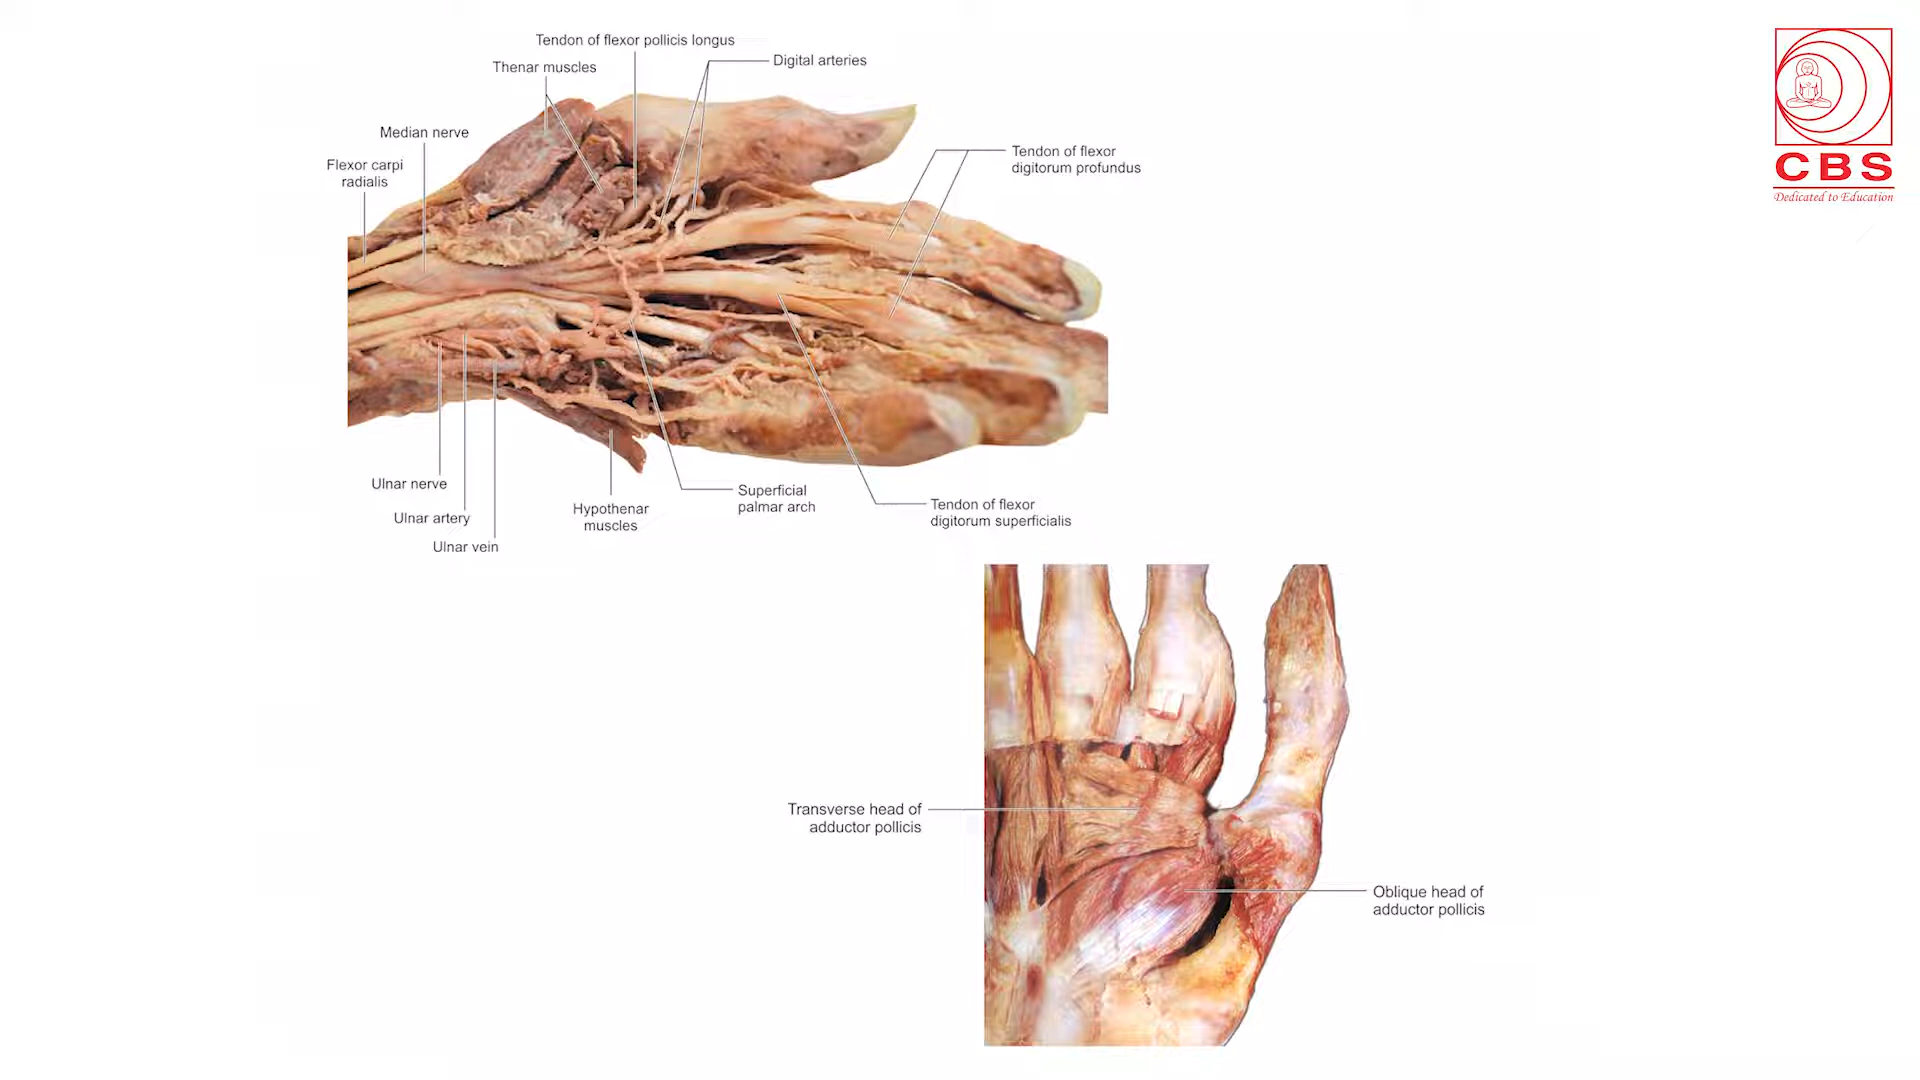 Tendon of flexor pollicis longus
Thenar muscles
Digital arteries
Median nerve
Flexor carpi
radialis
Tendon of flexor
digitorum profundus
Ulnar nerve
Ulnar artery
Ulnar vein
Hypothenar
muscles
Superficial
palmar arch
Tendon of flexor
digitorum superficialis
Transverse head of
adductor pollicis
Oblique head of
adductor pollicis
CBS
Dedicated to Education